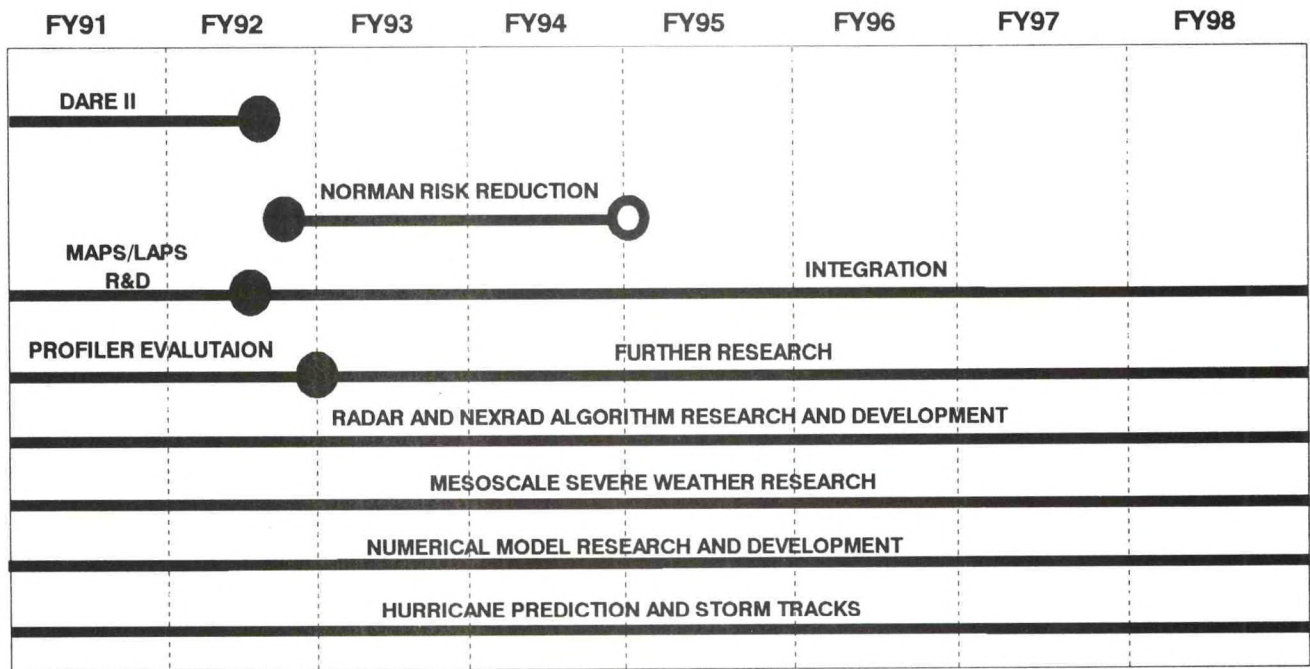 FY91 FY92 FY93 FY94 FY95 FY96 FY97 FY98
DARE II
NORMAN RISK REDUCTION
MAPS/LAPS
R&D
INTEGRATION
PROFILER EVALUTAION
FURTHER RESEARCH
RADAR AND NEXRAD ALGORITHM RESEARCH AND DEVELOPMENT
MESOSCALE SEVERE WEATHER RESEARCH
NUMERICAL MODEL RESEARCH AND DEVELOPMENT
HURRICANE PREDICTION AND STORM TRACKS